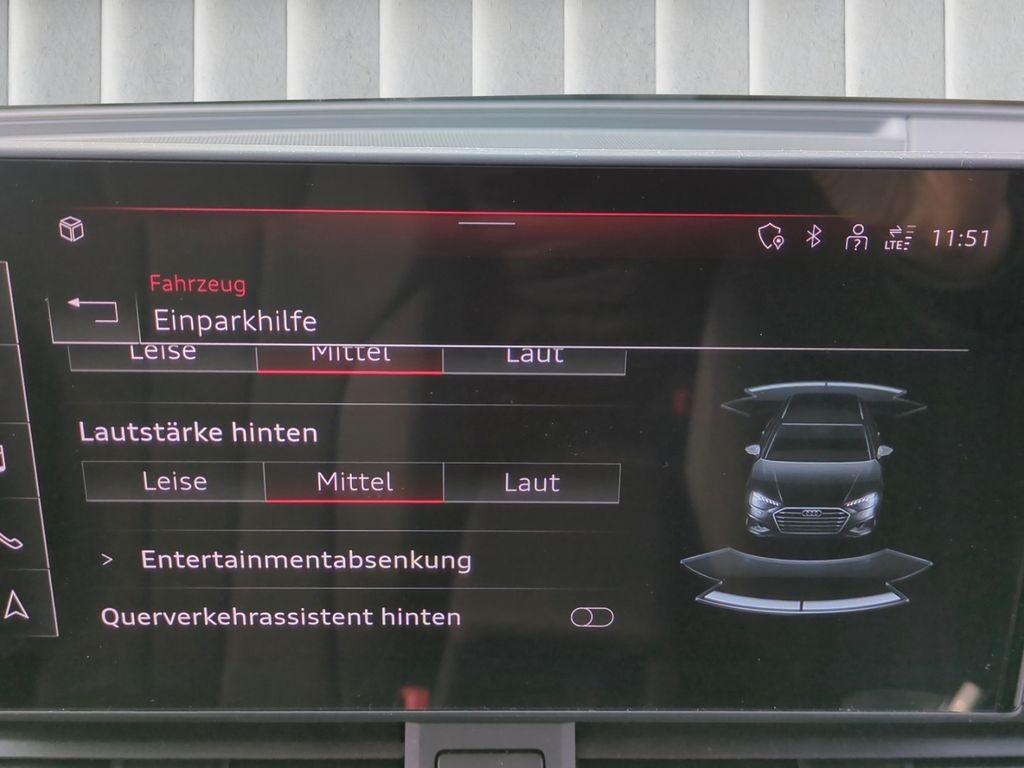 LTE 11:51
Fahrzeug
Einparkhilfe
Leise Mittel Laut
Lautstärke hinten
Leise Mittel Laut
> Entertainmentabsenkung
Querverkehrassistent hinten